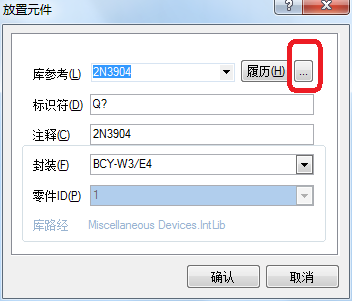 放置元件
库参考(L) 2N3904 履历(H) ...
标识符(D) Q?
注释(C) 2N3904
封装(F) BCY-W3/E4
零件ID(P) 1
库路经 Miscellaneous Devices.IntLib
确认 取消